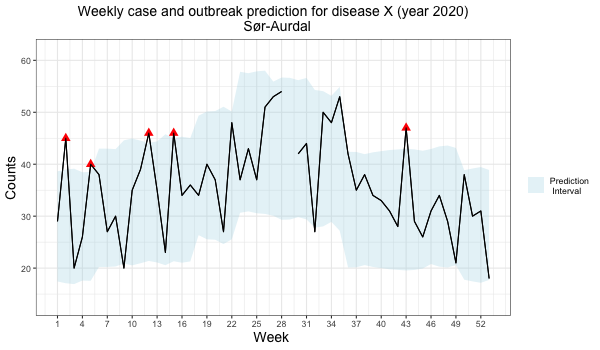 Weekly case and outbreak prediction for disease X (year 2020)
Sør-Aurdal
60
50
40
30
20
Counts
1 4 7 10 13 16 19 22 25 28 31 34 37 40 43 46 49 52
Week
Prediction
Interval